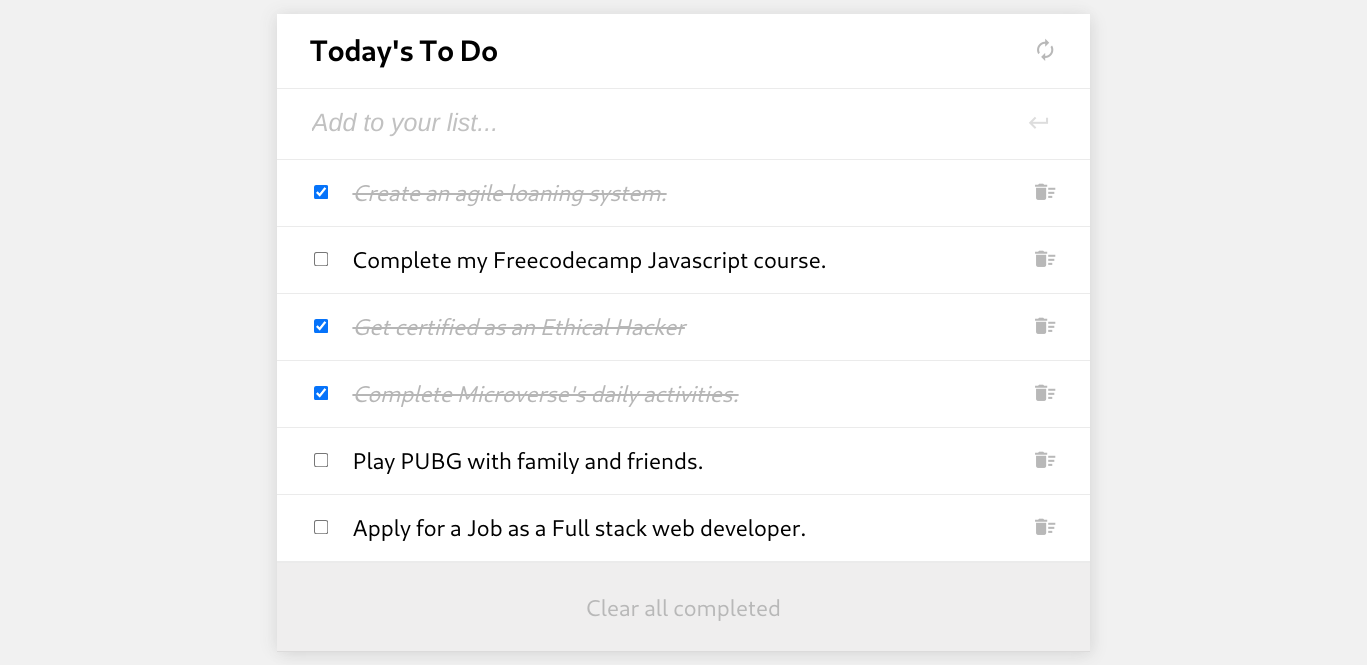 Today's To Do
Add to your list...
Create an agile loaning system.
Complete my Freecodecamp Javascript course.
Get certified as an Ethical Hacker
Complete Microverse's daily activities.
Play PUBG with family and friends.
Apply for a Job as a Full stack web developer.
Clear all completed